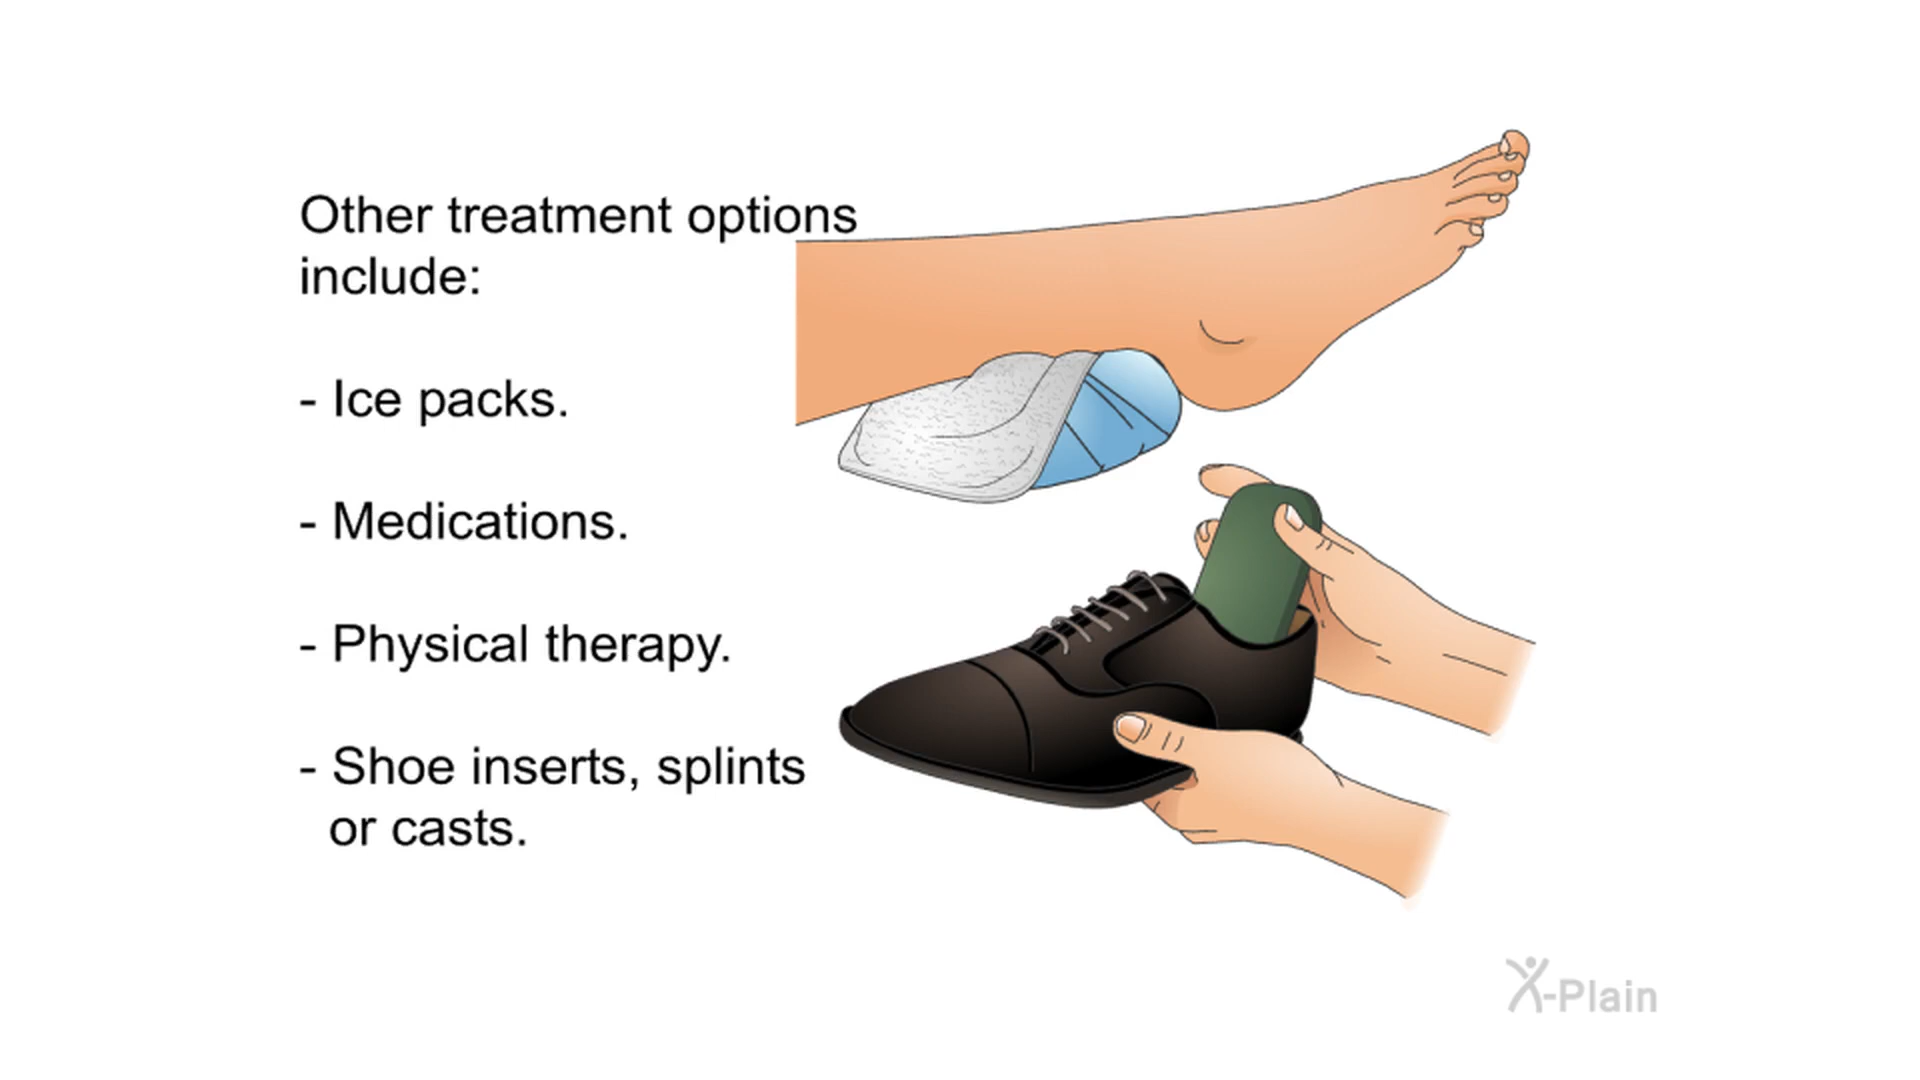 Other treatment options
include:
- Ice packs.
- Medications.
- Physical therapy.
- Shoe inserts, splints
or casts.
X-Plain